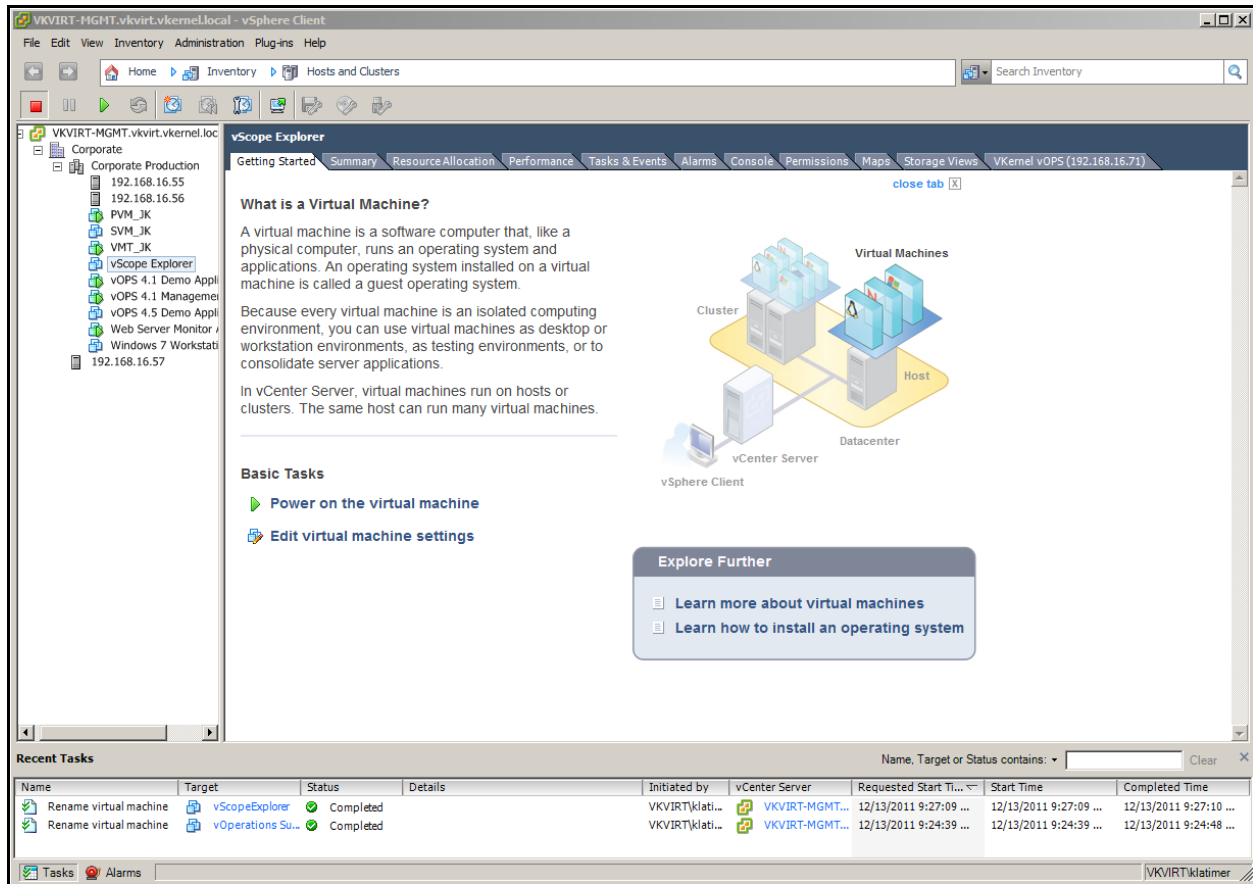 VKVIRT-MGMT.vkvirt.vkernel.local - vSphere Client
File Edit View Inventory Administration Plug-ins Help
Home Inventory Hosts and Clusters
Search Inventory
VKVIRT-MGMT.vkvirt.vkernel.loc
Corporate
Corporate Production
192.168.16.55
192.168.16.56
PVM_JK
SVM_JK
VMT_JK
vScope Explorer
vOPS 4.1 Demo Appli
vOPS 4.1 Managemen
vOPS 4.5 Demo Appli
Web Server Monitor A
Windows 7 Workstati
192.168.16.57
vScope Explorer
Getting Started Summary Resource Allocation Performance Tasks & Events Alarms Console Permissions Maps Storage Views VKernel vOPS (192.168.16.71)
close tab X
What is a Virtual Machine?
A virtual machine is a software computer that, like a
physical computer, runs an operating system and
applications. An operating system installed on a virtual
machine is called a guest operating system.
Because every virtual machine is an isolated computing
environment, you can use virtual machines as desktop or
workstation environments, as testing environments, or to
consolidate server applications.
In vCenter Server, virtual machines run on hosts or
clusters. The same host can run many virtual machines.
Basic Tasks
Power on the virtual machine
Edit virtual machine settings
Virtual Machines
Cluster
Host
Datacenter
vCenter Server
vSphere Client
Explore Further
Learn more about virtual machines
Learn how to install an operating system
Recent Tasks
Name, Target or Status contains:
Clear
Name Target Status Details Initiated by vCenter Server Requested Start Ti... Start Time Completed Time
Rename virtual machine vScopeExplorer Completed VKVIRT\klati... VKVIRT-MGMT... 12/13/2011 9:27:09 ... 12/13/2011 9:27:09 ... 12/13/2011 9:27:10 ...
Rename virtual machine vOperations Su... Completed VKVIRT\klati... VKVIRT-MGMT... 12/13/2011 9:24:39 ... 12/13/2011 9:24:39 ... 12/13/2011 9:24:48 ...
Tasks Alarms
VKVIRT\klatimer